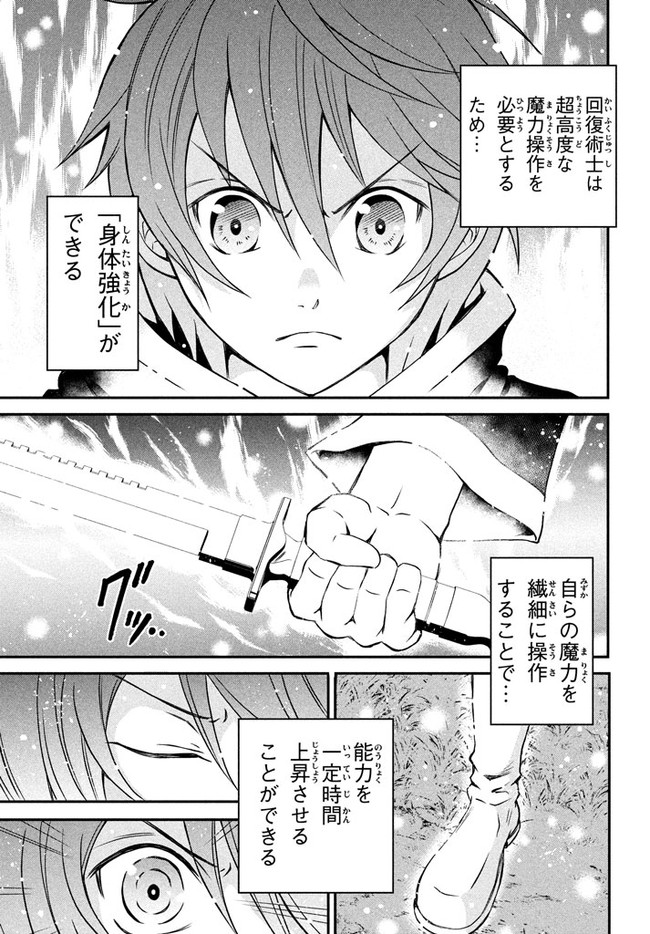 回復術士は
超高度な
魔力操作を
必要とする
ため…
「身体強化」が
できる
自らの魔力を
繊細に操作
することで…
グッ..
能力を
一定時間
上昇させる
ことができる